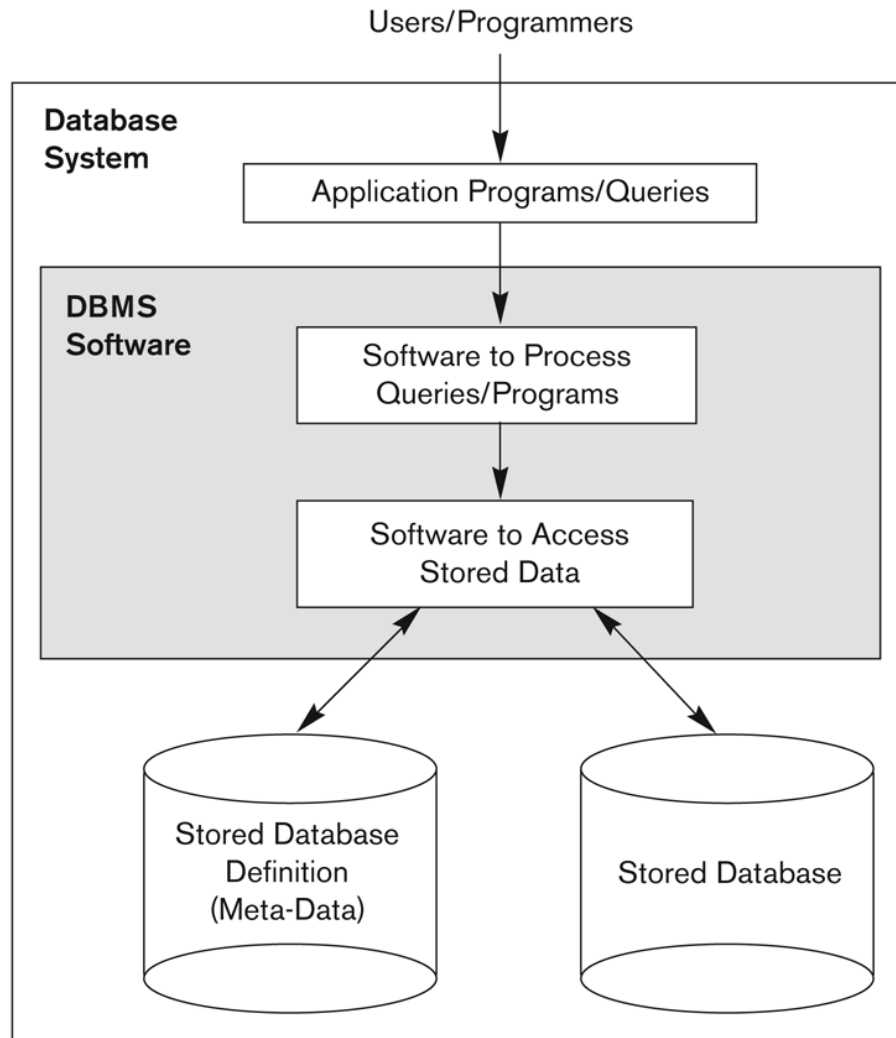 Users/Programmers
Database
System
Application Programs/Queries
DBMS
Software
Software to Process
Queries/Programs
Software to Access
Stored Data
Stored Database
Definition
(Meta-Data)
Stored Database